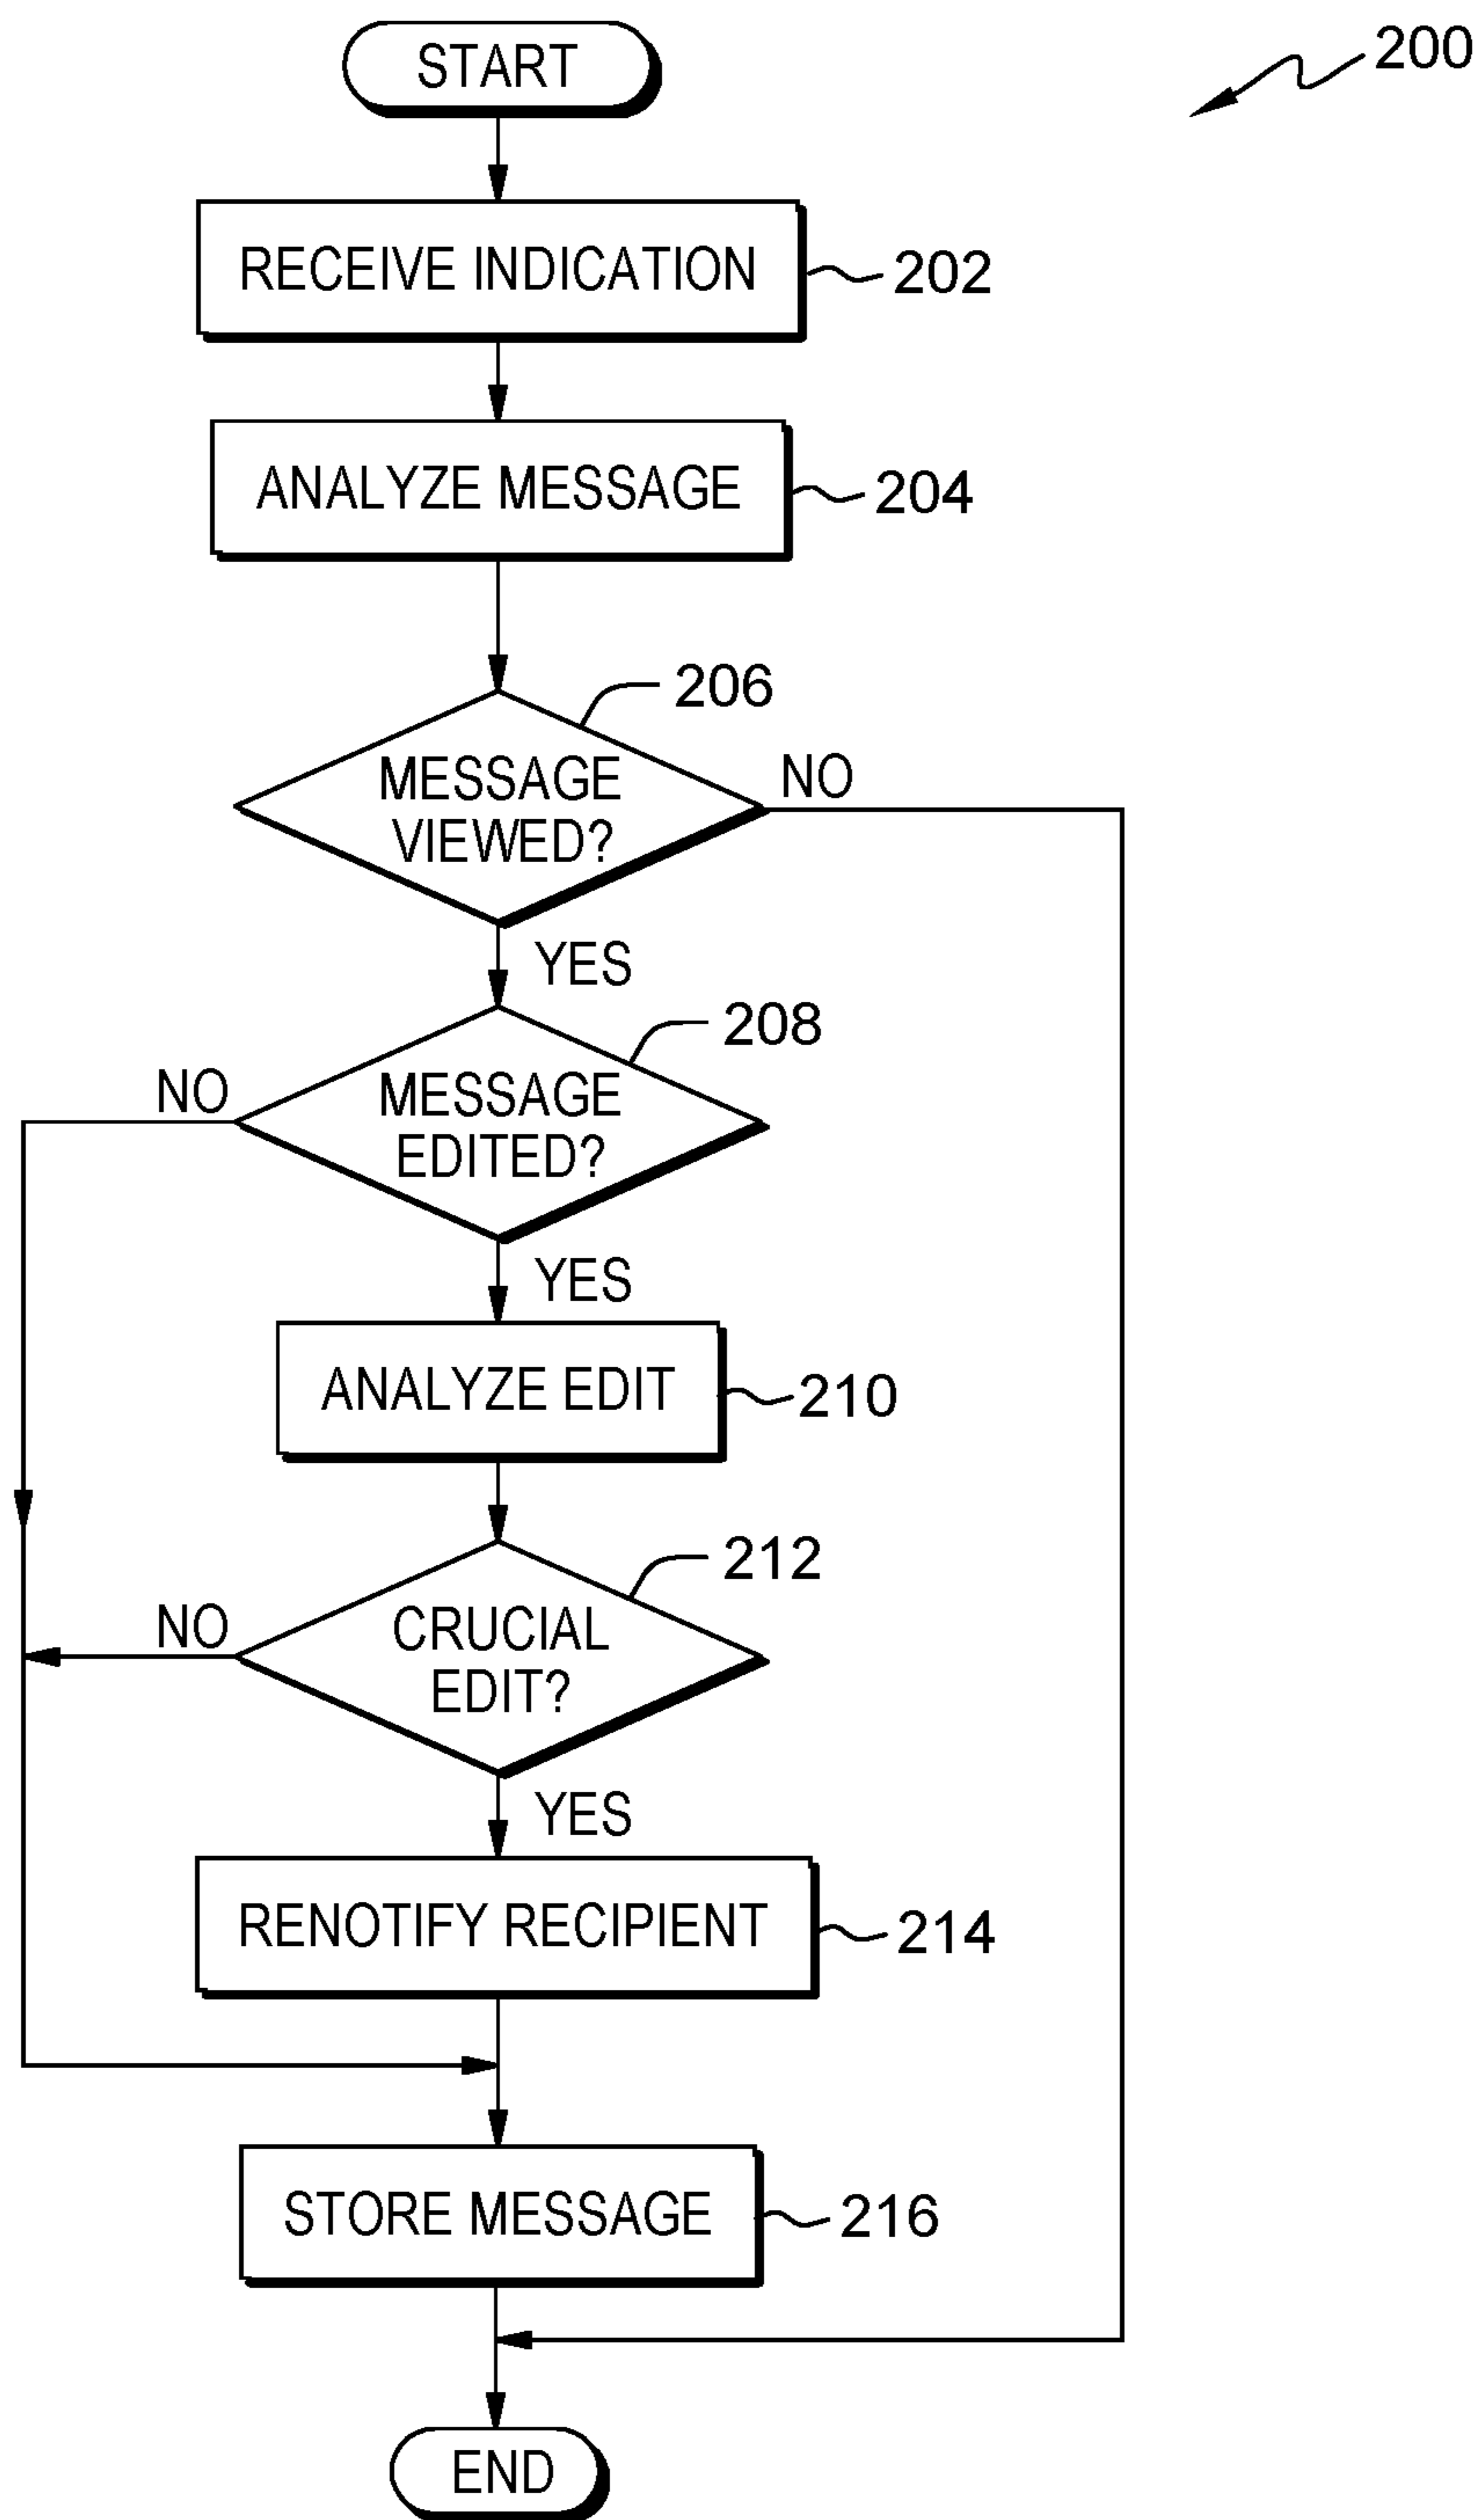 START
200
RECEIVE INDICATION
202
ANALYZE MESSAGE
204
206
MESSAGE
VIEWED?
NO
YES
208
NO
MESSAGE
EDITED?
YES
ANALYZE EDIT
210
212
NO
CRUCIAL
EDIT?
YES
RENOTIFY RECIPIENT
214
STORE MESSAGE
216
END